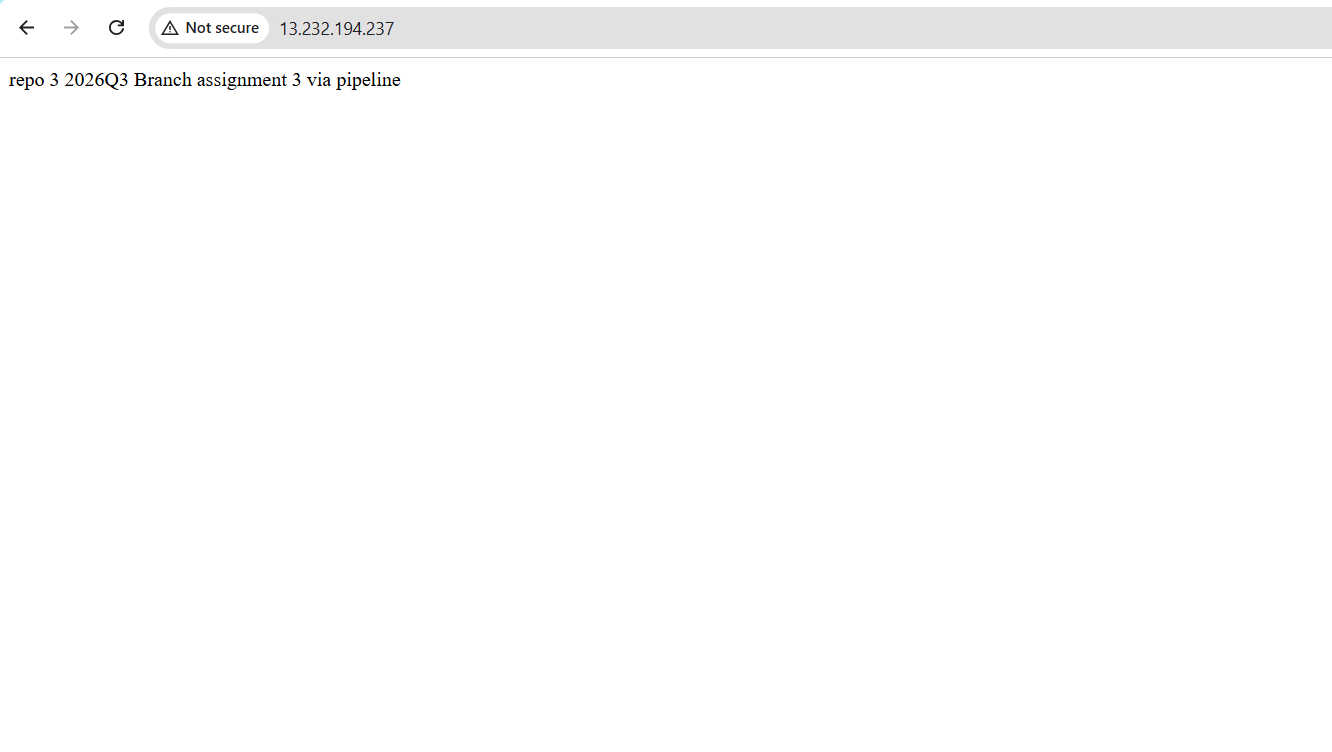 Not secure 13.232.194.237
repo 3 2026Q3 Branch assignment 3 via pipeline